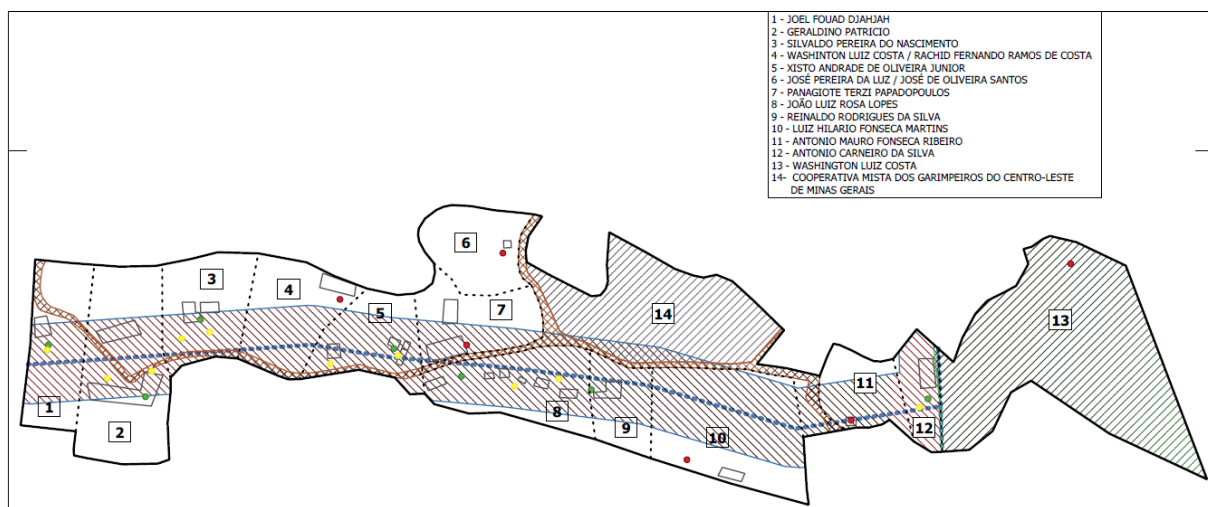 1 - JOEL FOUAD DJAHJAH
2 - GERALDINO PATRICIO
3 - SILVALDO PEREIRA DO NASCIMENTO
4 - WASHINTON LUIZ COSTA / RACHID FERNANDO RAMOS DE COSTA
5 - XISTO ANDRADE DE OLIVEIRA JUNIOR
6 - JOSÉ PEREIRA DA LUZ / JOSÉ DE OLIVEIRA SANTOS
7 - PANAGIOTE TERZI PAPADOPOULOS
8 - JOÃO LUIZ ROSA LOPES
9 - REINALDO RODRIGUES DA SILVA
10 - LUIZ HILARIO FONSECA MARTINS
11 - ANTONIO MAURO FONSECA RIBEIRO
12 - ANTONIO CARNEIRO DA SILVA
13 - WASHINGTON LUIZ COSTA
14- COOPERATIVA MISTA DOS GARIMPEIROS DO CENTRO-LESTE
DE MINAS GERAIS
6
3
4
5
7
14
13
11
1
2
8
9
10
12